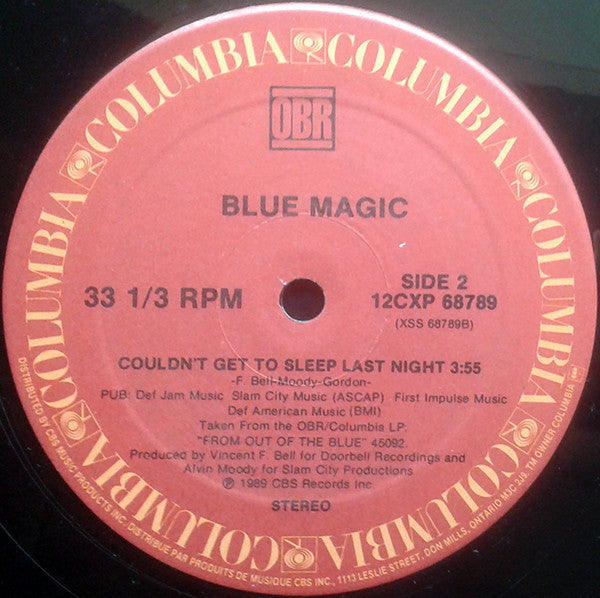 COLUMBIA COLUMBIA COLUMBIA COLUMBIA COLUMBIA COLUMBIA
OBR
BLUE MAGIC
33 1/3 RPM
SIDE 2
12CXP 68789
(XSS 68789B)
COULDN'T GET TO SLEEP LAST NIGHT 3:55
-F. Bell-Moody-Gordon-
PUB: Def Jam Music Slam City Music (ASCAP) First Impulse Music
Def American Music (BMI)
Taken From the OBR/Columbia LP:
"FROM OUT OF THE BLUE" 45092.
Produced by Vincent F. Bell for Doorbell Recordings and
Alvin Moody for Slam City Productions
℗ 1989 CBS Records Inc.
STEREO
DISTRIBUTED BY CBS MUSIC PRODUCTS INC. DISTRIBUE PAR PRODUITS DE MUSIQUE CBS INC., 1113 LESLIE STREET, DON MILLS, ONTARIO M3C 2J9. TM OWNER COLUMBIA